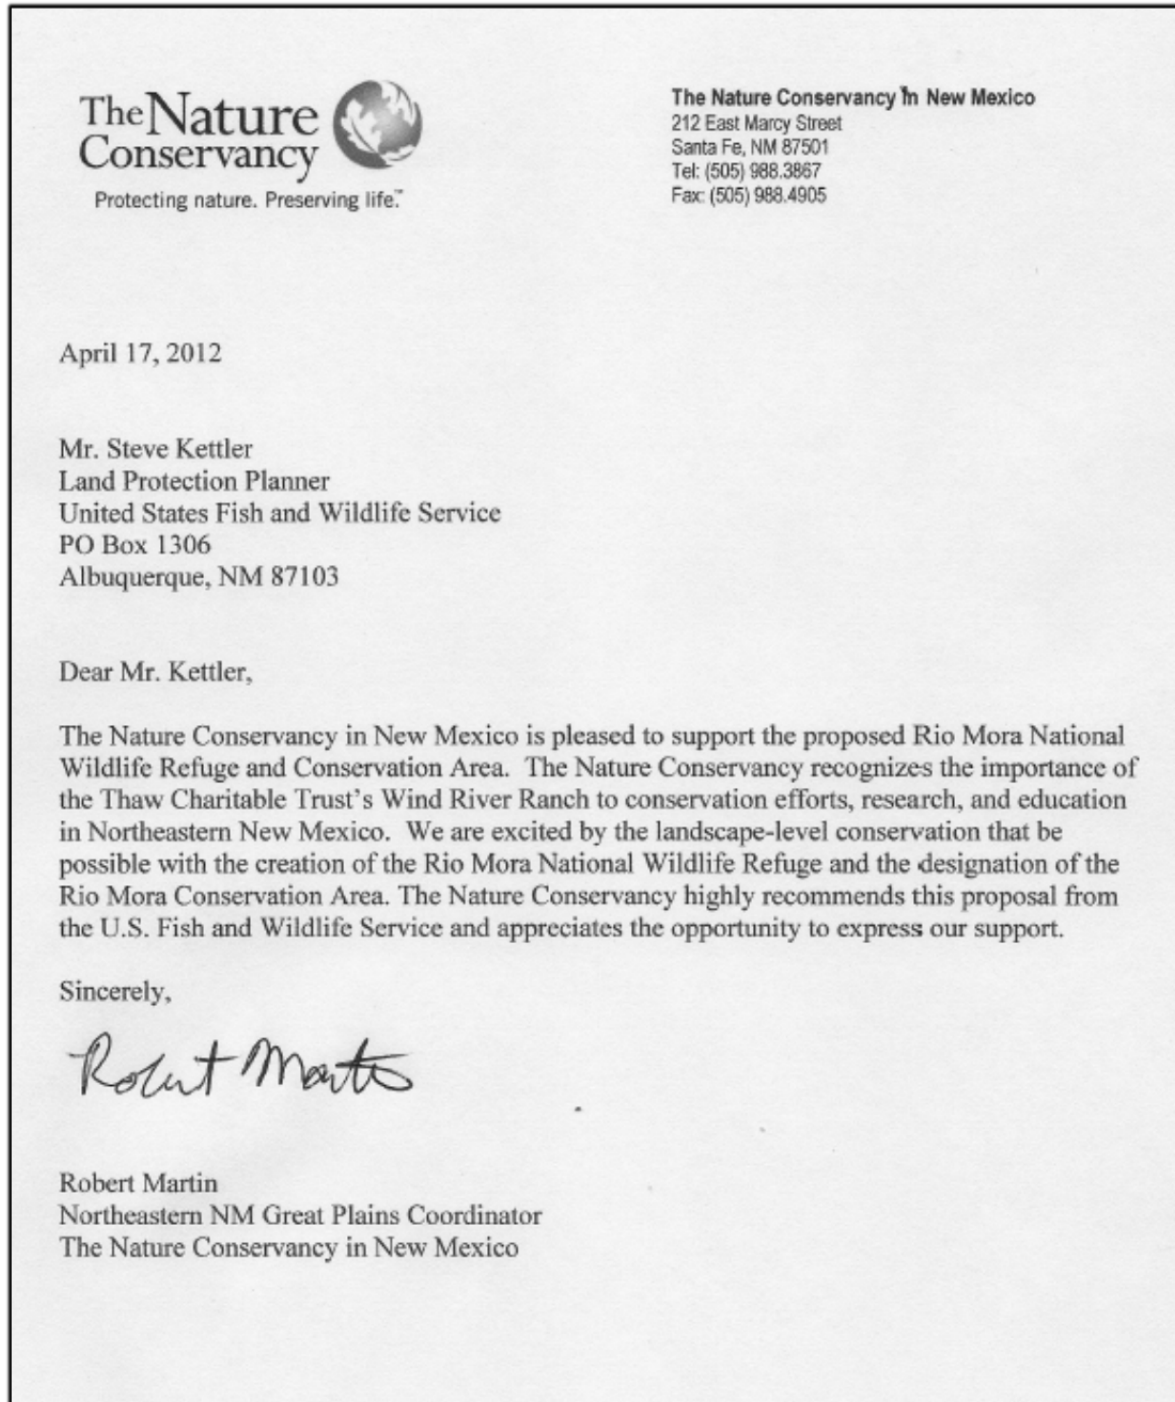 The Nature
Conservancy
Protecting nature. Preserving life.™
The Nature Conservancy in New Mexico
212 East Marcy Street
Santa Fe, NM 87501
Tel: (505) 988.3867
Fax: (505) 988.4905
April 17, 2012
Mr. Steve Kettler
Land Protection Planner
United States Fish and Wildlife Service
PO Box 1306
Albuquerque, NM 87103
Dear Mr. Kettler,
The Nature Conservancy in New Mexico is pleased to support the proposed Rio Mora National
Wildlife Refuge and Conservation Area.  The Nature Conservancy recognizes the importance of
the Thaw Charitable Trust's Wind River Ranch to conservation efforts, research, and education
in Northeastern New Mexico.  We are excited by the landscape-level conservation that be
possible with the creation of the Rio Mora National Wildlife Refuge and the designation of the
Rio Mora Conservation Area. The Nature Conservancy highly recommends this proposal from
the U.S. Fish and Wildlife Service and appreciates the opportunity to express our support.
Sincerely,
Robert Martin
Robert Martin
Northeastern NM Great Plains Coordinator
The Nature Conservancy in New Mexico